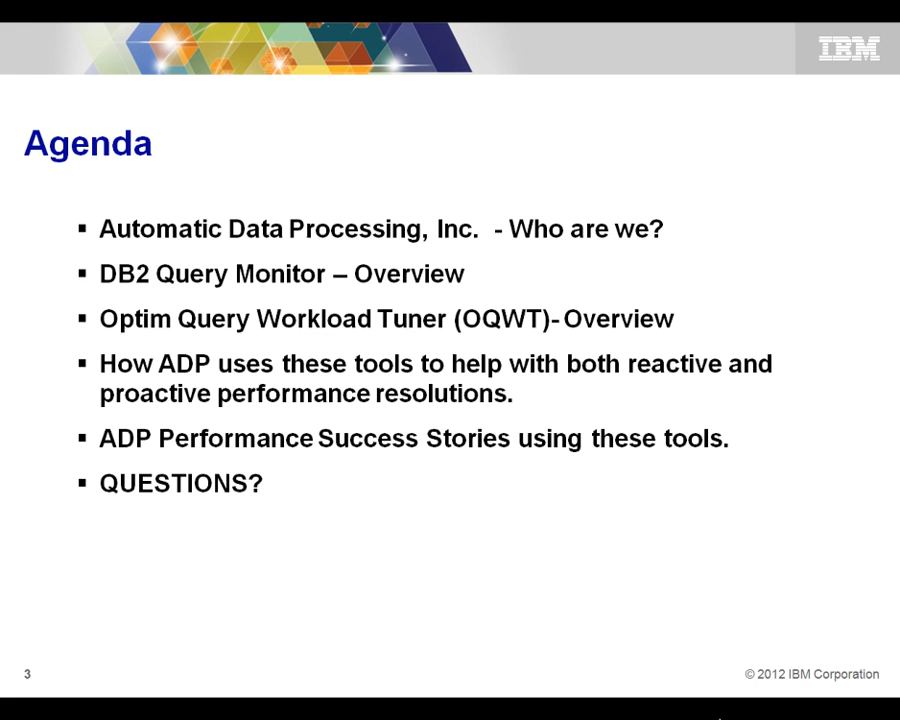 IBM
Agenda
▪ Automatic Data Processing, Inc. - Who are we?
▪ DB2 Query Monitor – Overview
▪ Optim Query Workload Tuner (OQWT)- Overview
▪ How ADP uses these tools to help with both reactive and
proactive performance resolutions.
▪ ADP Performance Success Stories using these tools.
▪ QUESTIONS?
3
© 2012 IBM Corporation